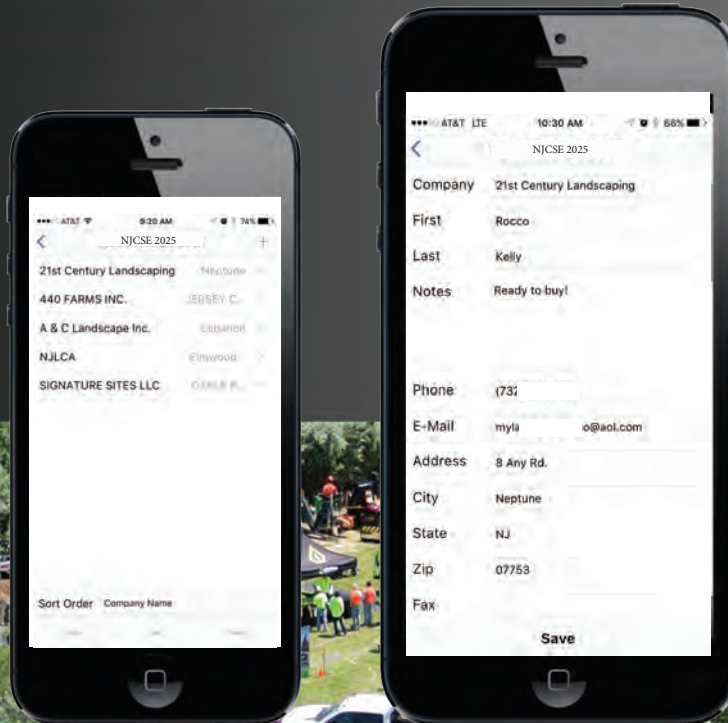 AT&T
9:20 AM
74%
NJCSE 2025
+
21st Century Landscaping Neptune
440 FARMS INC. JERSEY C...
A & C Landscape Inc. Lebanon
NJLCA Elmwood
SIGNATURE SITES LLC
Sort Order Company Name
AT&T LTE 10:30 AM 66%
NJCSE 2025
Company 21st Century Landscaping
First Rocco
Last Kelly
Notes Ready to buy!
Phone (732
E-Mail myla o@aol.com
Address 8 Any Rd.
City Neptune
State NJ
Zip 07753
Fax
Save